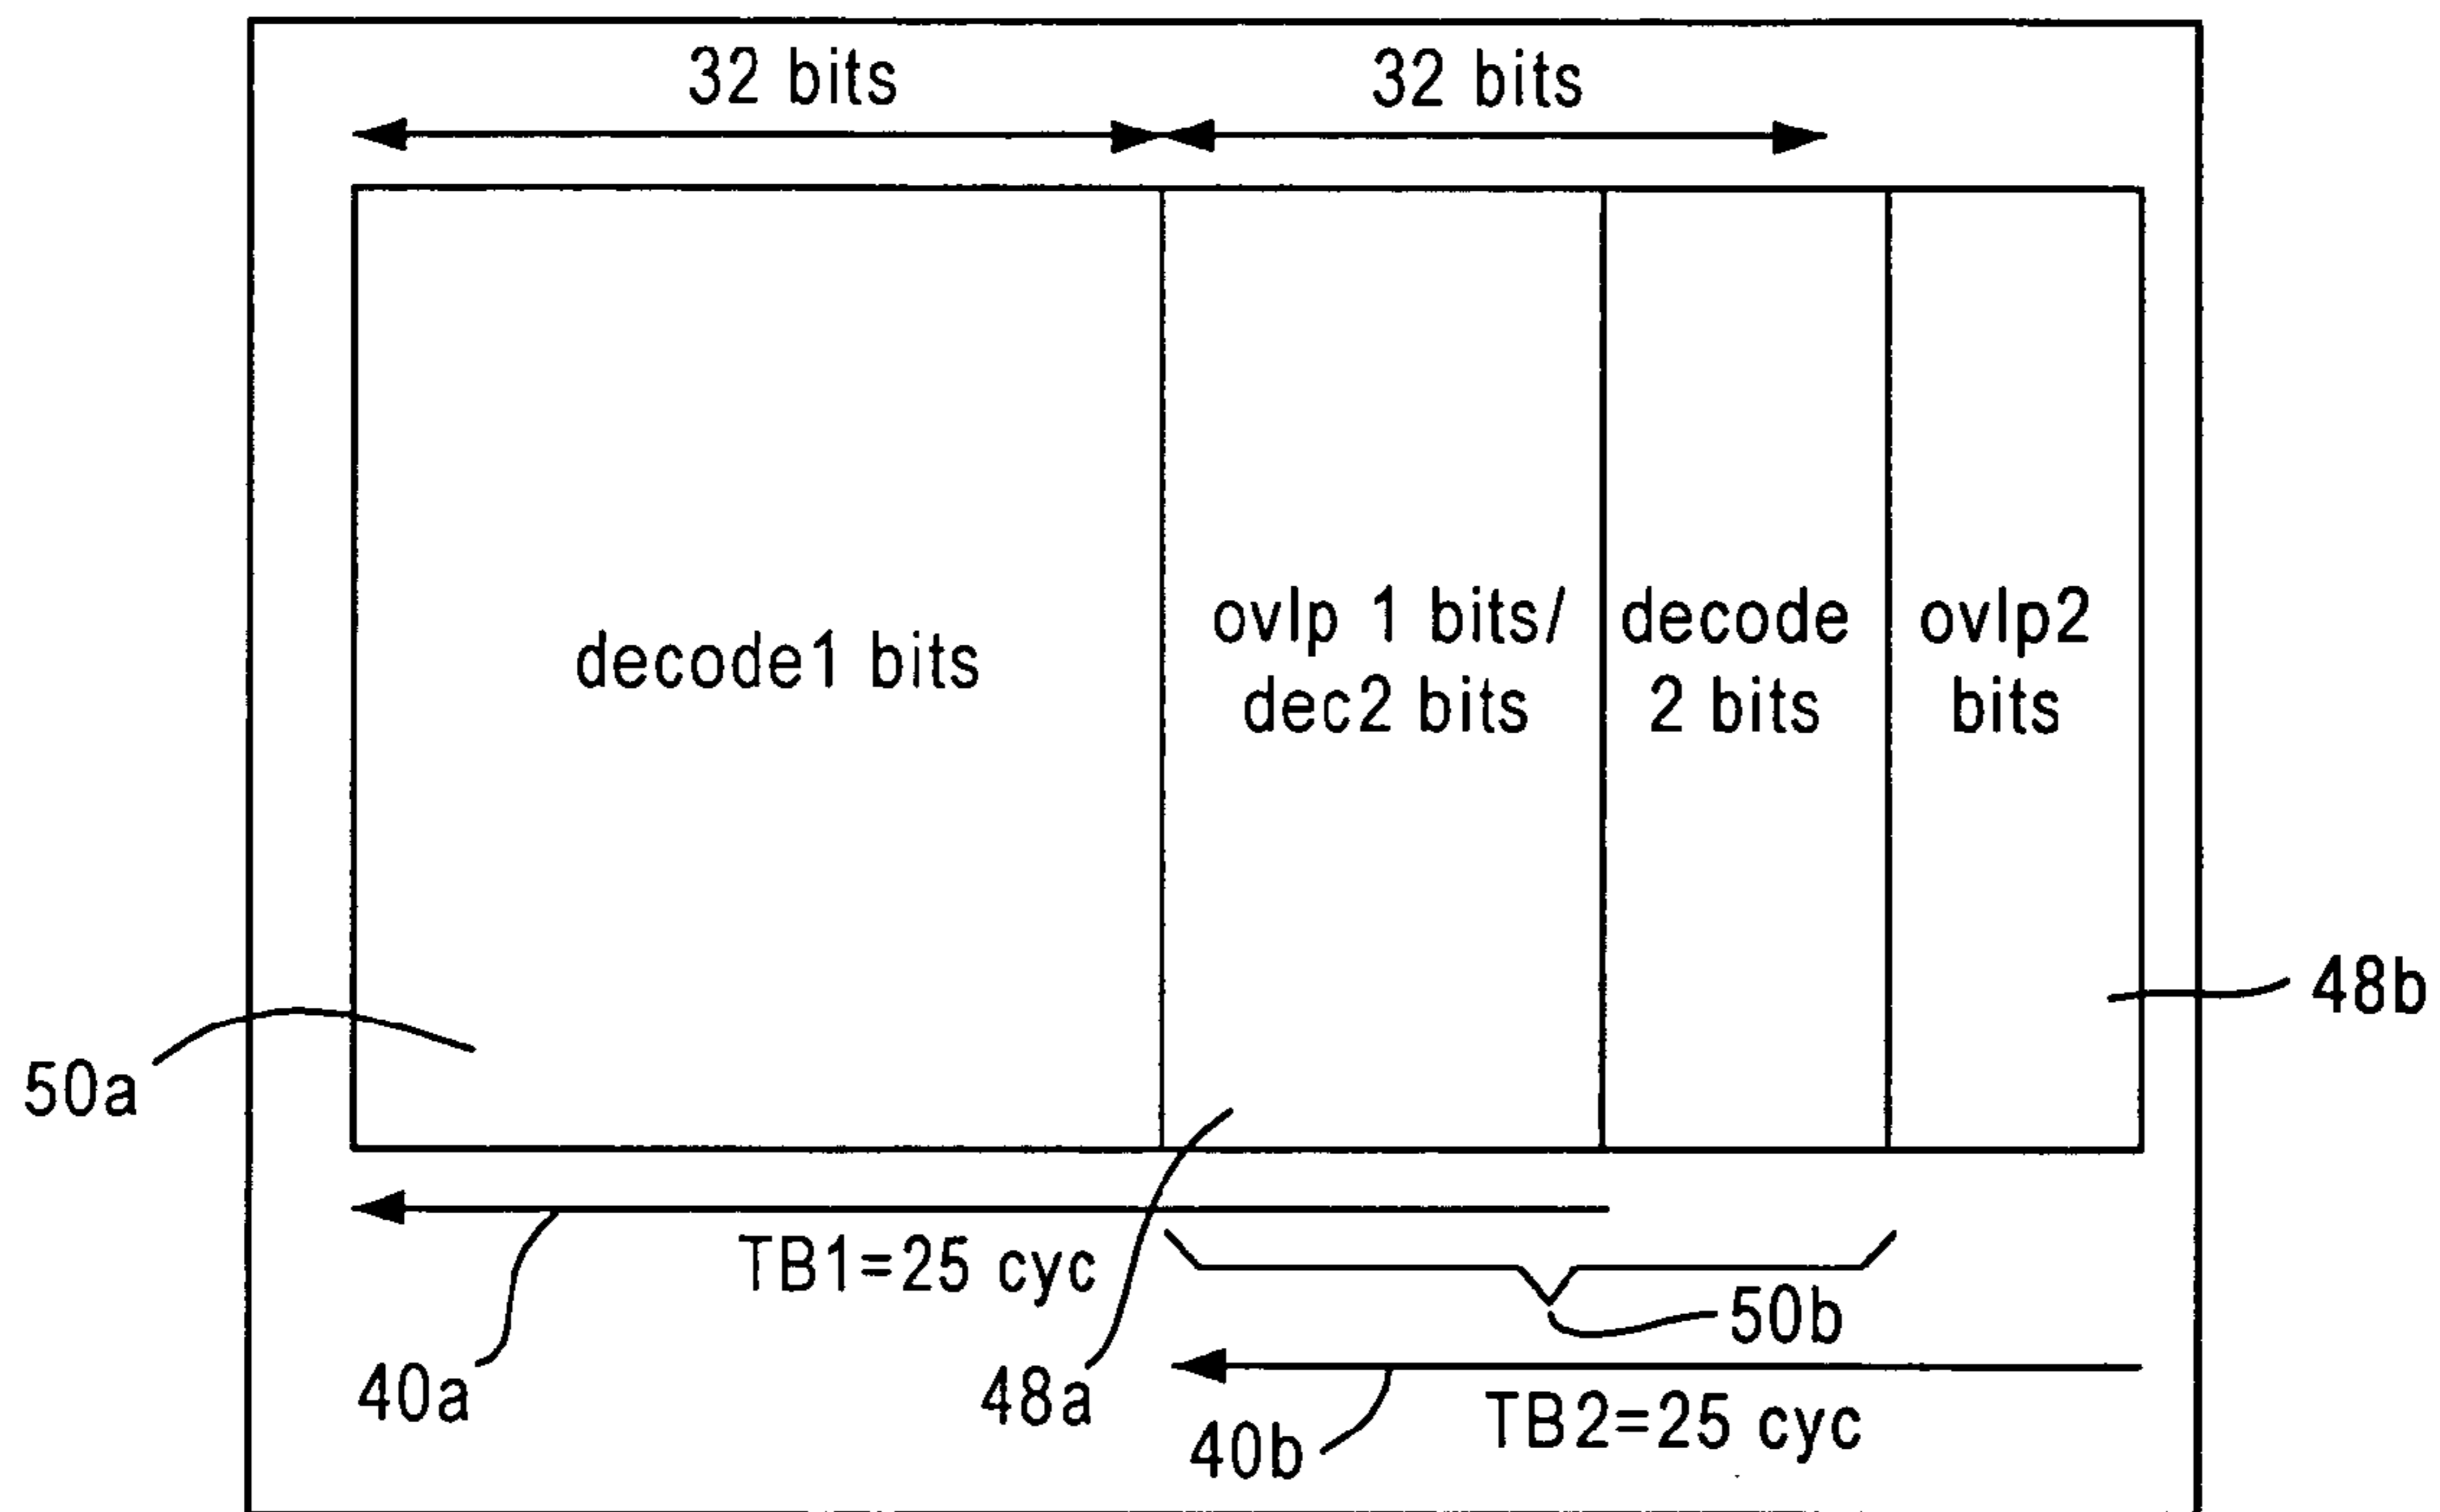 32 bits
32 bits
decode1 bits
ovlp 1 bits/
dec2 bits
decode
2 bits
ovlp2
bits
48b
50a
TB1=25 cyc
50b
40a
48a
TB2=25 cyc
40b